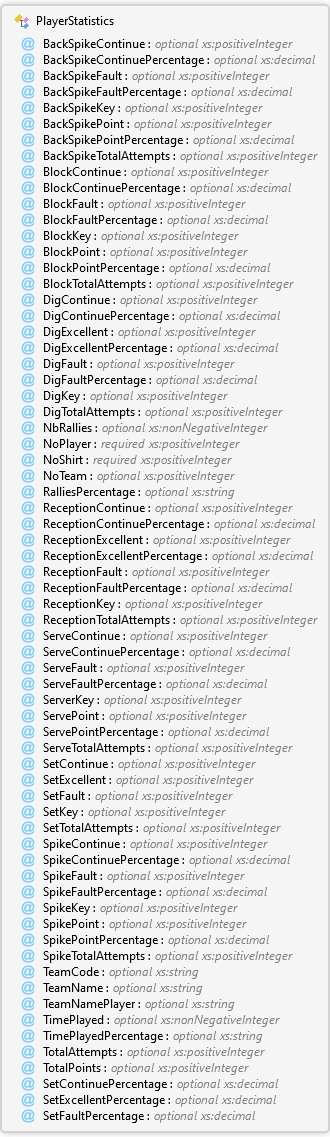 PlayerStatistics
@ BackSpikeContinue : optional xs:positiveInteger
@ BackSpikeContinuePercentage : optional xs:decimal
@ BackSpikeFault : optional xs:positiveInteger
@ BackSpikeFaultPercentage : optional xs:decimal
@ BackSpikeKey : optional xs:positiveInteger
@ BackSpikePoint : optional xs:positiveInteger
@ BackSpikePointPercentage : optional xs:decimal
@ BackSpikeTotalAttempts : optional xs:positiveInteger
@ BlockContinue : optional xs:positiveInteger
@ BlockContinuePercentage : optional xs:decimal
@ BlockFault : optional xs:positiveInteger
@ BlockFaultPercentage : optional xs:decimal
@ BlockKey : optional xs:positiveInteger
@ BlockPoint : optional xs:positiveInteger
@ BlockPointPercentage : optional xs:decimal
@ BlockTotalAttempts : optional xs:positiveInteger
@ DigContinue : optional xs:positiveInteger
@ DigContinuePercentage : optional xs:decimal
@ DigExcellent : optional xs:positiveInteger
@ DigExcellentPercentage : optional xs:decimal
@ DigFault : optional xs:positiveInteger
@ DigFaultPercentage : optional xs:decimal
@ DigKey : optional xs:positiveInteger
@ DigTotalAttempts : optional xs:positiveInteger
@ NbRallies : optional xs:nonNegativeInteger
@ NoPlayer : required xs:positiveInteger
@ NoShirt : required xs:positiveInteger
@ NoTeam : optional xs:positiveInteger
@ RalliesPercentage : optional xs:string
@ ReceptionContinue : optional xs:positiveInteger
@ ReceptionContinuePercentage : optional xs:decimal
@ ReceptionExcellent : optional xs:positiveInteger
@ ReceptionExcellentPercentage : optional xs:decimal
@ ReceptionFault : optional xs:positiveInteger
@ ReceptionFaultPercentage : optional xs:decimal
@ ReceptionKey : optional xs:positiveInteger
@ ReceptionTotalAttempts : optional xs:positiveInteger
@ ServeContinue : optional xs:positiveInteger
@ ServeContinuePercentage : optional xs:decimal
@ ServeFault : optional xs:positiveInteger
@ ServeFaultPercentage : optional xs:decimal
@ ServerKey : optional xs:positiveInteger
@ ServePoint : optional xs:positiveInteger
@ ServePointPercentage : optional xs:decimal
@ ServeTotalAttempts : optional xs:positiveInteger
@ SetContinue : optional xs:positiveInteger
@ SetExcellent : optional xs:positiveInteger
@ SetFault : optional xs:positiveInteger
@ SetKey : optional xs:positiveInteger
@ SetTotalAttempts : optional xs:positiveInteger
@ SpikeContinue : optional xs:positiveInteger
@ SpikeContinuePercentage : optional xs:decimal
@ SpikeFault : optional xs:positiveInteger
@ SpikeFaultPercentage : optional xs:decimal
@ SpikeKey : optional xs:positiveInteger
@ SpikePoint : optional xs:positiveInteger
@ SpikePointPercentage : optional xs:decimal
@ SpikeTotalAttempts : optional xs:positiveInteger
@ TeamCode : optional xs:string
@ TeamName : optional xs:string
@ TeamNamePlayer : optional xs:string
@ TimePlayed : optional xs:nonNegativeInteger
@ TimePlayedPercentage : optional xs:string
@ TotalAttempts : optional xs:positiveInteger
@ TotalPoints : optional xs:positiveInteger
@ SetContinuePercentage : optional xs:decimal
@ SetExcellentPercentage : optional xs:decimal
@ SetFaultPercentage : optional xs:decimal